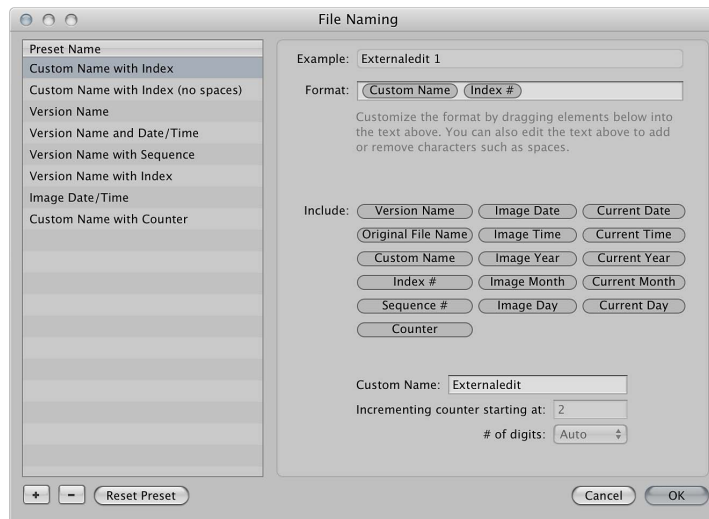 File Naming
Preset Name
Custom Name with Index
Custom Name with Index (no spaces)
Version Name
Version Name and Date/Time
Version Name with Sequence
Version Name with Index
Image Date/Time
Custom Name with Counter
+
-
Reset Preset
Example: Externaledit 1
Format: Custom Name Index #
Customize the format by dragging elements below into
the text above. You can also edit the text above to add
or remove characters such as spaces.
Include: Version Name Image Date Current Date
Original File Name Image Time Current Time
Custom Name Image Year Current Year
Index # Image Month Current Month
Sequence # Image Day Current Day
Counter
Custom Name: Externaledit
Incrementing counter starting at: 2
# of digits: Auto
Cancel OK